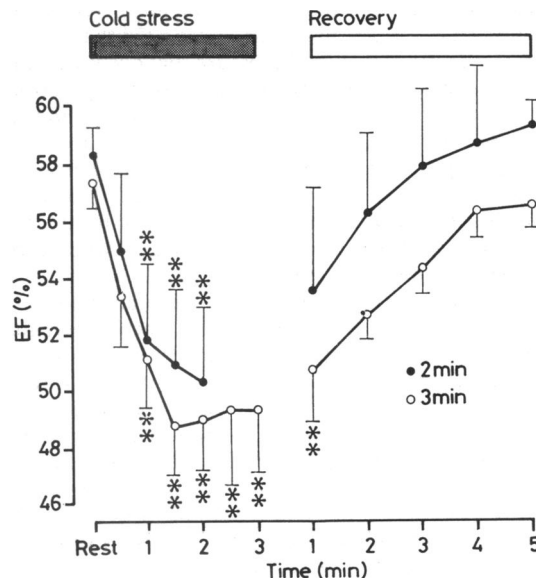 Cold stress
Recovery
60
58
56
54
52
50
48
46
EF (%)
**
**
**
**
**
**
**
**
**
● 2min
○ 3min
Rest 1 2 3 1 2 3 4 5
Time (min)